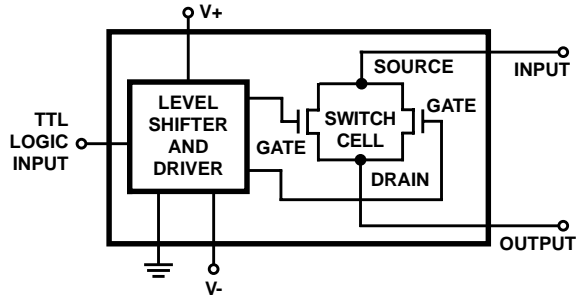 V+
SOURCE
INPUT
LEVEL
SHIFTER
AND
DRIVER
TTL
LOGIC
INPUT
GATE
SWITCH
CELL
GATE
DRAIN
OUTPUT
V-